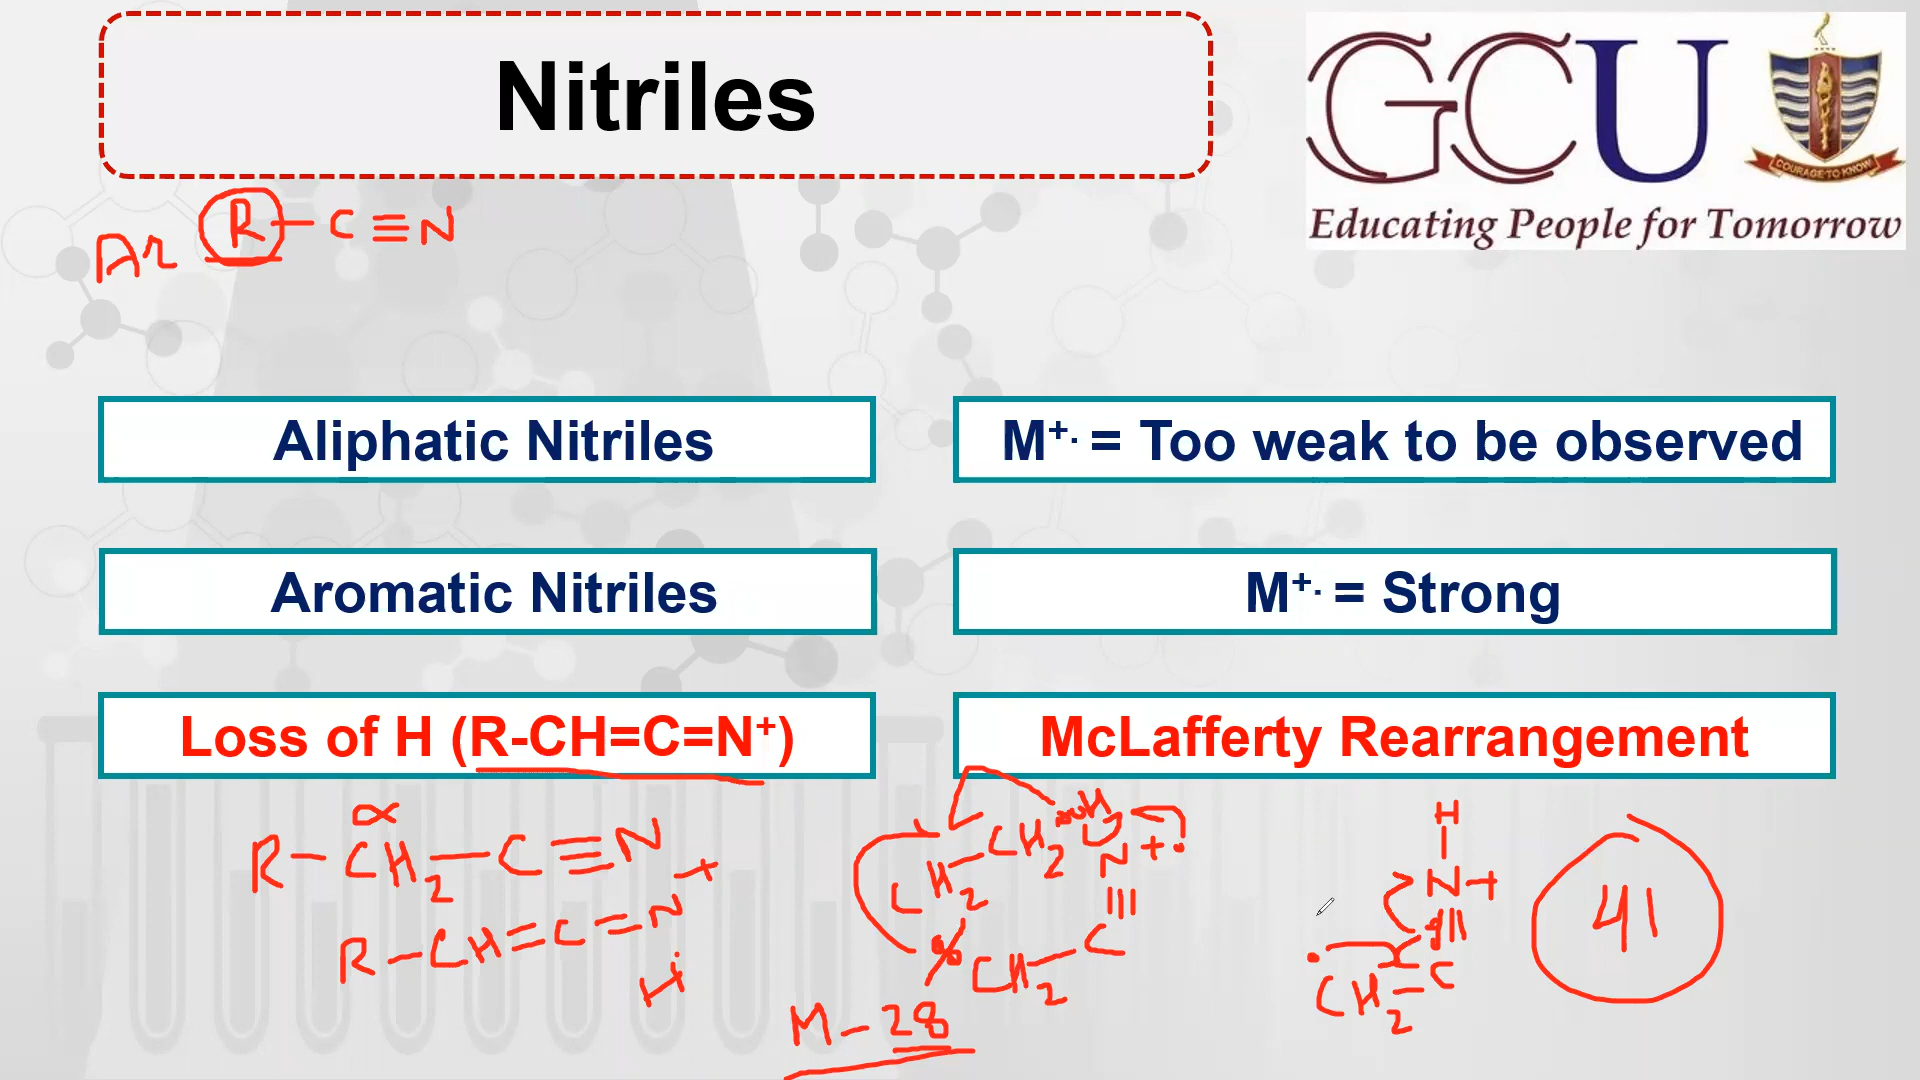 Nitriles
GCU
COURAGE TO KNOW
Educating People for Tomorrow
Ar R - C ≡ N
Aliphatic Nitriles
M⁺· = Too weak to be observed
Aromatic Nitriles
M⁺· = Strong
Loss of H (R-CH=C=N⁺)
McLafferty Rearrangement
α
R - CH₂ - C ≡ N
R - CH = C = N⁺
H·
H
CH₂
N +·
CH₂
|||
CH₂ - C
M - 28
H
|
N +
|||
CH₂ - C
41